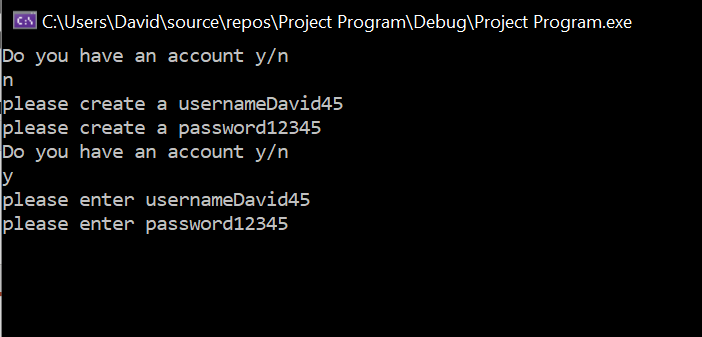 C:\Users\David\source\repos\Project Program\Debug\Project Program.exe
Do you have an account y/n
n
please create a usernameDavid45
please create a password12345
Do you have an account y/n
y
please enter usernameDavid45
please enter password12345